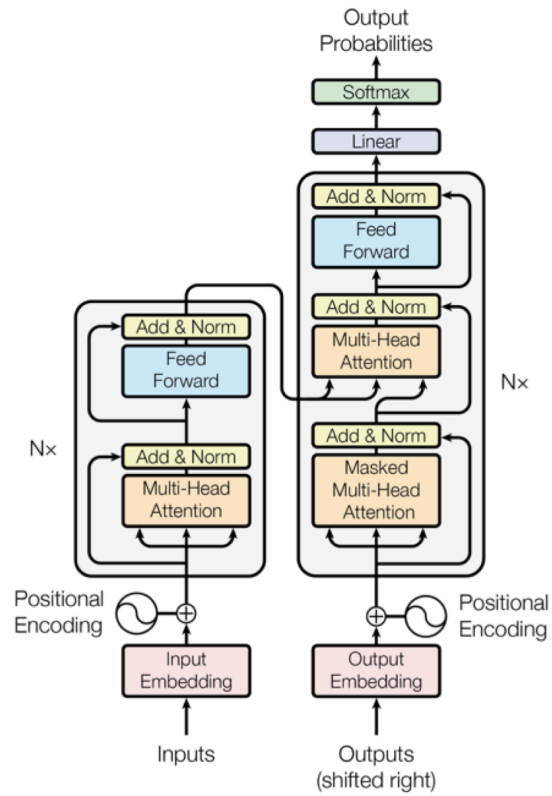 Output
Probabilities
Softmax
Linear
Add & Norm
Feed
Forward
Add & Norm
Multi-Head
Attention
Add & Norm
Masked
Multi-Head
Attention
N×
Add & Norm
Feed
Forward
Add & Norm
Multi-Head
Attention
N×
Positional
Encoding
Positional
Encoding
Input
Embedding
Output
Embedding
Inputs
Outputs
(shifted right)